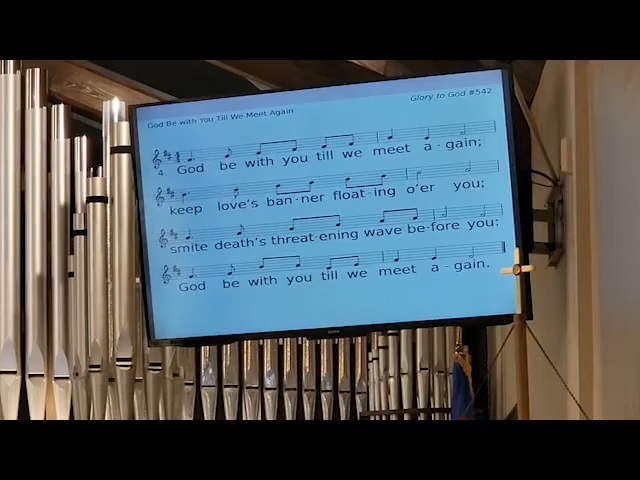 God Be with You Till We Meet Again
Glory to God #542
4. God be with you till we meet a-gain;
keep love's ban-ner float-ing o'er you;
smite death's threat-ening wave be-fore you:
God be with you till we meet a-gain.